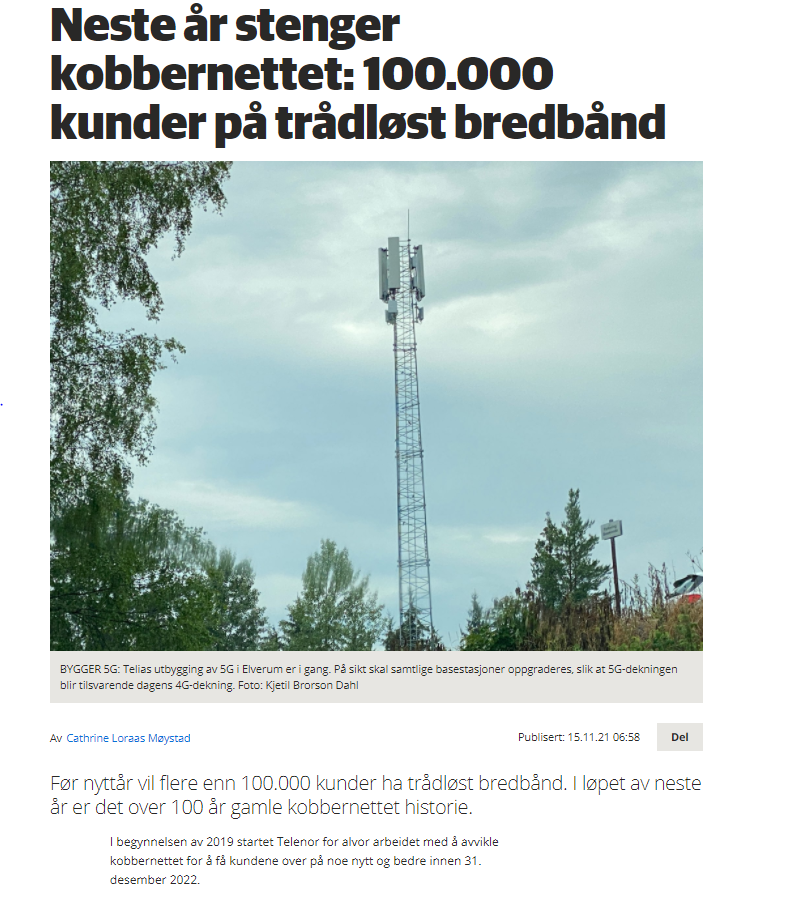 Neste år stenger
kobbernettet: 100.000
kunder på trådløst bredbånd
BYGGER 5G: Telias utbygging av 5G i Elverum er i gang. På sikt skal samtlige basestasjoner oppgraderes, slik at 5G-dekningen
blir tilsvarende dagens 4G-dekning. Foto: Kjetil Brorson Dahl
Av Cathrine Loraas Møystad
Publisert: 15.11.21 06:58
Del
Før nyttår vil flere enn 100.000 kunder ha trådløst bredbånd. I løpet av neste
år er det over 100 år gamle kobbernettet historie.
I begynnelsen av 2019 startet Telenor for alvor arbeidet med å avvikle
kobbernettet for å få kundene over på noe nytt og bedre innen 31.
desember 2022.